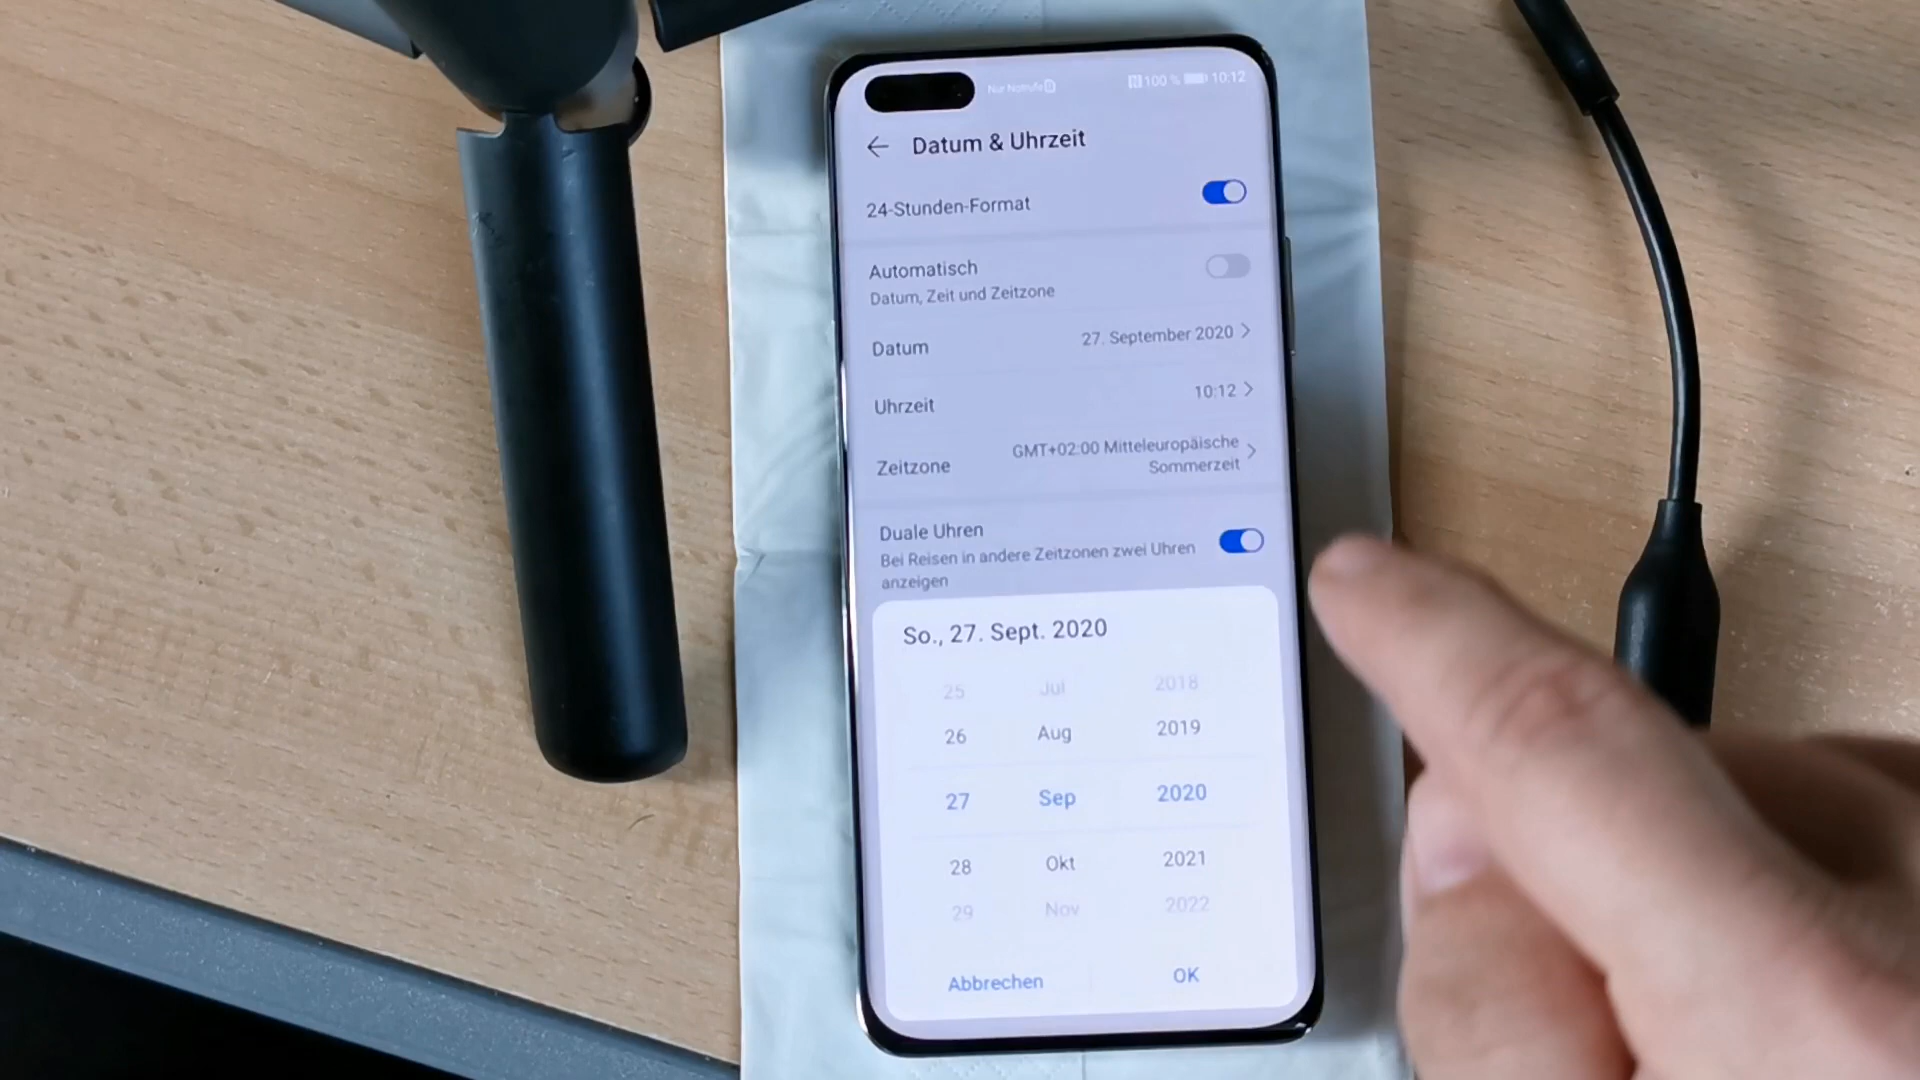 Nur Notrufe 100 % 10:12
Datum & Uhrzeit
24-Stunden-Format
Automatisch
Datum, Zeit und Zeitzone
Datum 27. September 2020
Uhrzeit 10:12
Zeitzone GMT+02:00 Mitteleuropäische
Sommerzeit
Duale Uhren
Bei Reisen in andere Zeitzonen zwei Uhren
anzeigen
So., 27. Sept. 2020
25 Jul 2018
26 Aug 2019
27 Sep 2020
28 Okt 2021
29 Nov 2022
Abbrechen OK